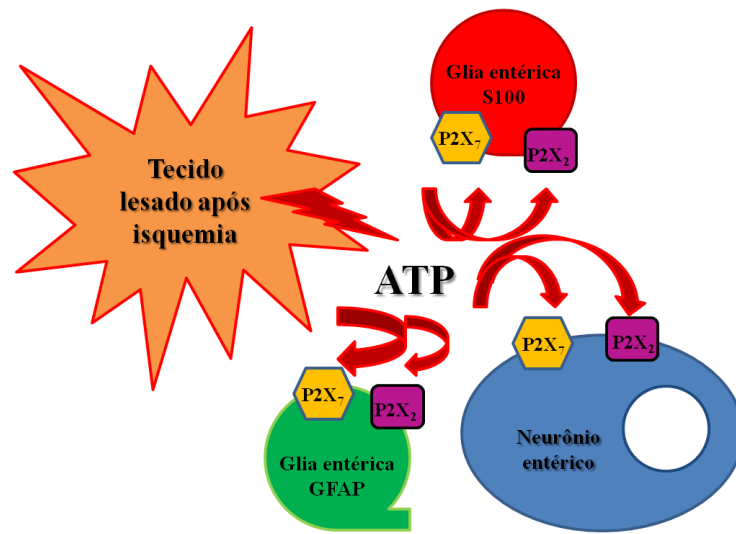 Glia entérica
S100
P2X₇
P2X₂
Tecido
lesado após
isquemia
ATP
P2X₇
P2X₂
P2X₇
P2X₂
Neurônio
entérico
Glia entérica
GFAP